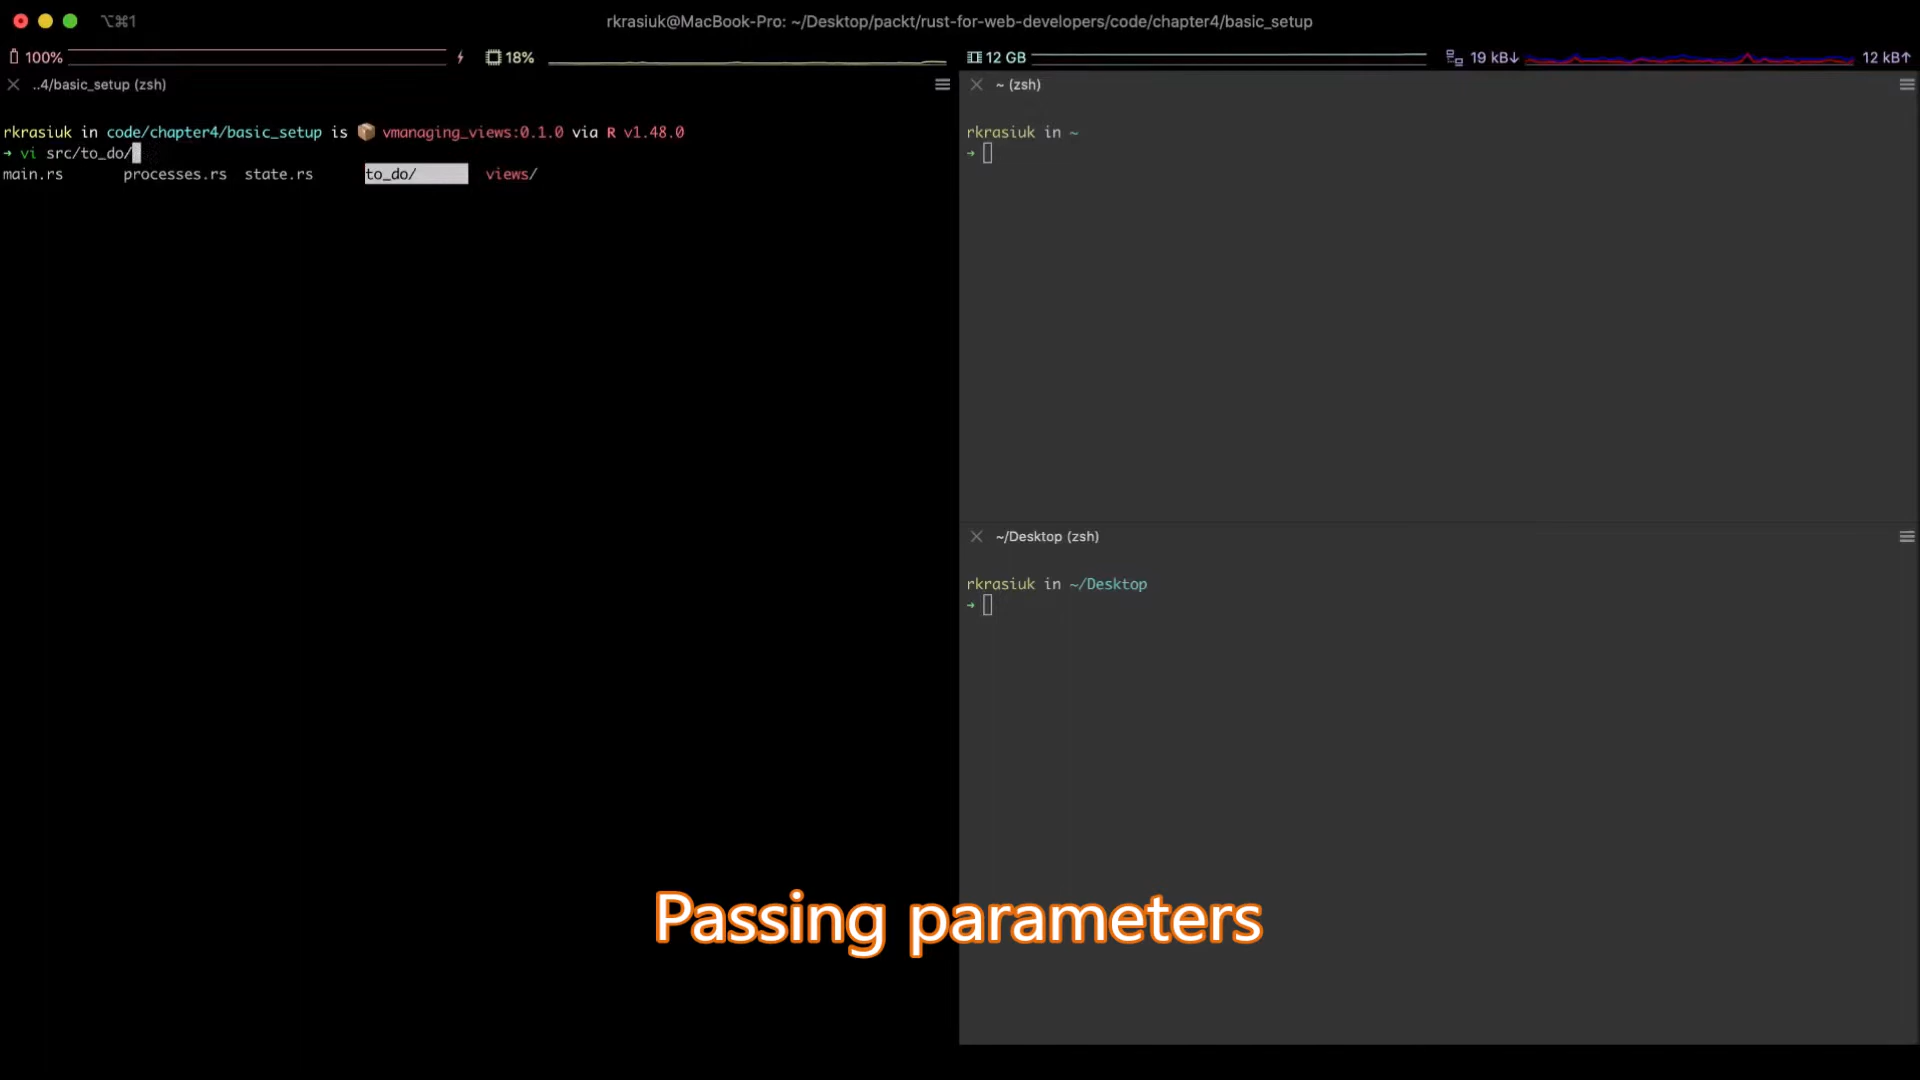 ⌥⌘1 rkrasiuk@MacBook-Pro: ~/Desktop/packt/rust-for-web-developers/code/chapter4/basic_setup
100% 18% 12 GB 19 kB↓ 12 kB↑
..4/basic_setup (zsh)
rkrasiuk in code/chapter4/basic_setup is 📦 vmanaging_views:0.1.0 via R v1.48.0
➜ vi src/to_do/
main.rs processes.rs state.rs to_do/ views/
~ (zsh)
rkrasiuk in ~
➜
~/Desktop (zsh)
rkrasiuk in ~/Desktop
➜
Passing parameters